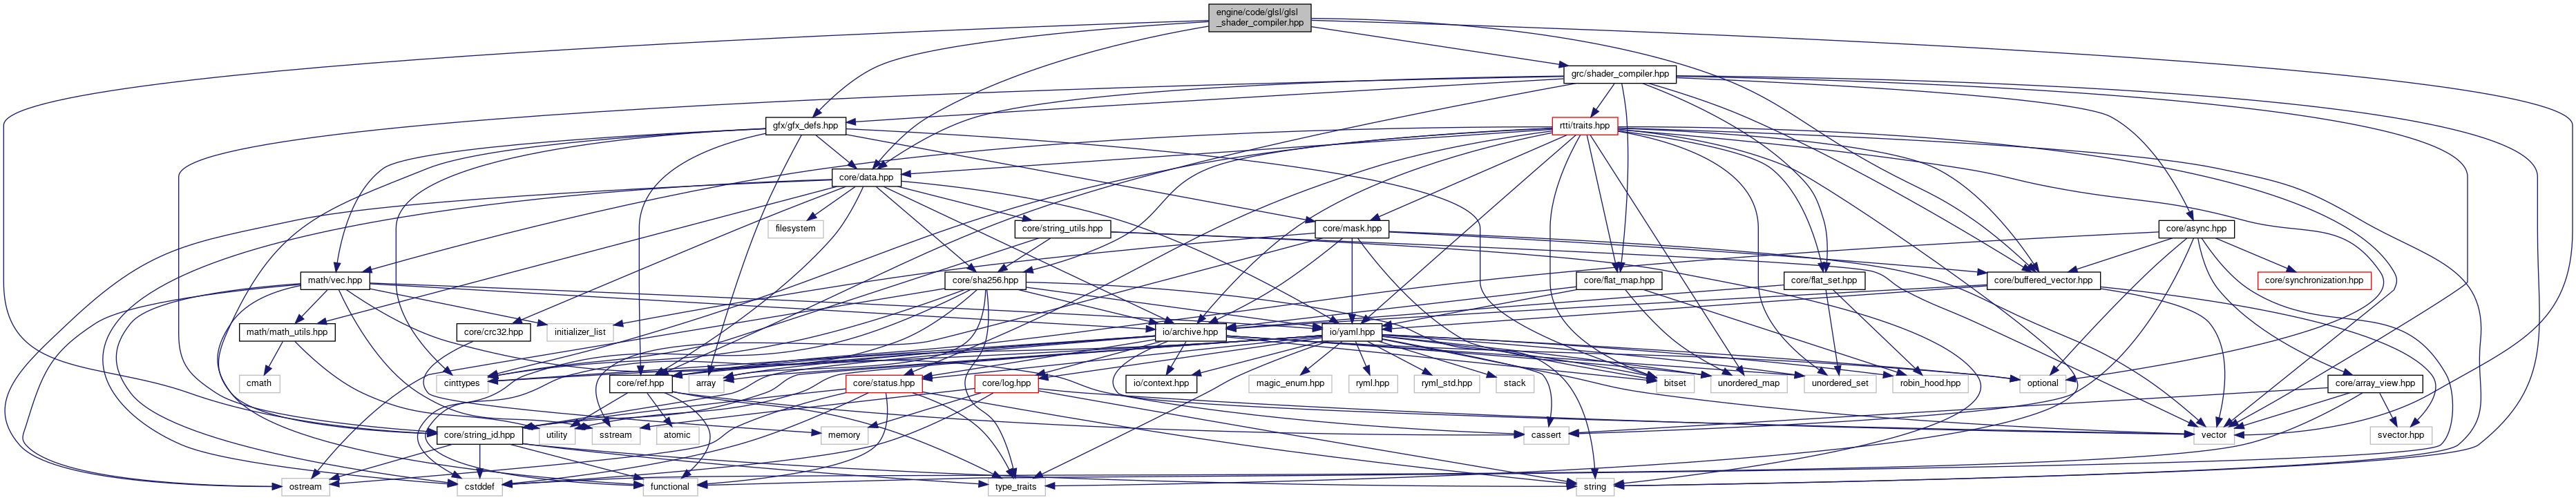 engine/code/glsl/glsl
_shader_compiler.hpp
grc/shader_compiler.hpp
gfx/gfx_defs.hpp
rtti/traits.hpp
core/data.hpp
filesystem
core/string_utils.hpp
core/mask.hpp
core/async.hpp
math/vec.hpp
core/sha256.hpp
core/flat_map.hpp
core/flat_set.hpp
core/buffered_vector.hpp
core/synchronization.hpp
math/math_utils.hpp
initializer_list
core/crc32.hpp
io/archive.hpp
io/yaml.hpp
cmath
cinttypes
core/ref.hpp
array
core/status.hpp
core/log.hpp
io/context.hpp
magic_enum.hpp
ryml.hpp
ryml_std.hpp
stack
bitset
unordered_map
unordered_set
robin_hood.hpp
optional
core/array_view.hpp
core/string_id.hpp
utility
sstream
atomic
memory
cassert
vector
svector.hpp
ostream
cstddef
functional
type_traits
string